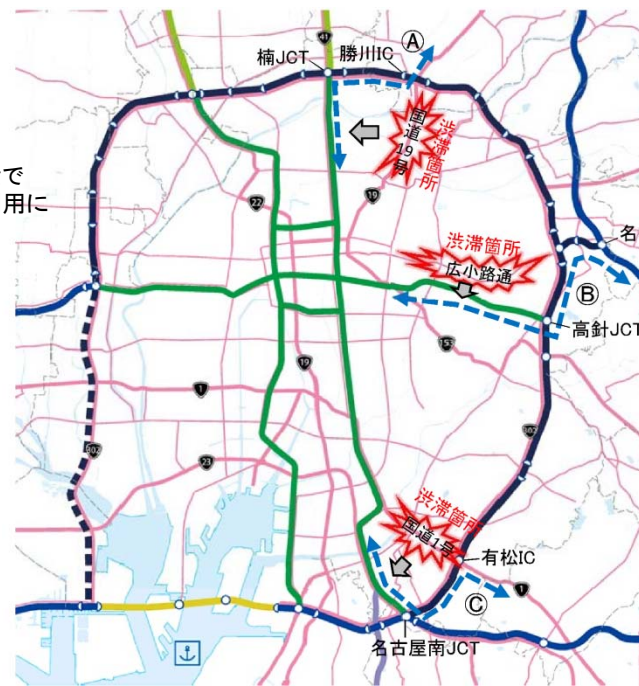 41
楠JCT
勝川IC
Ⓐ
渋滞箇所
国道19号
で
用に
22
19
渋滞箇所
広小路通
名
Ⓑ
高針JCT
153
19
1
302
302
23
渋滞箇所
国道1号
有松IC
1
Ⓒ
名古屋南JCT